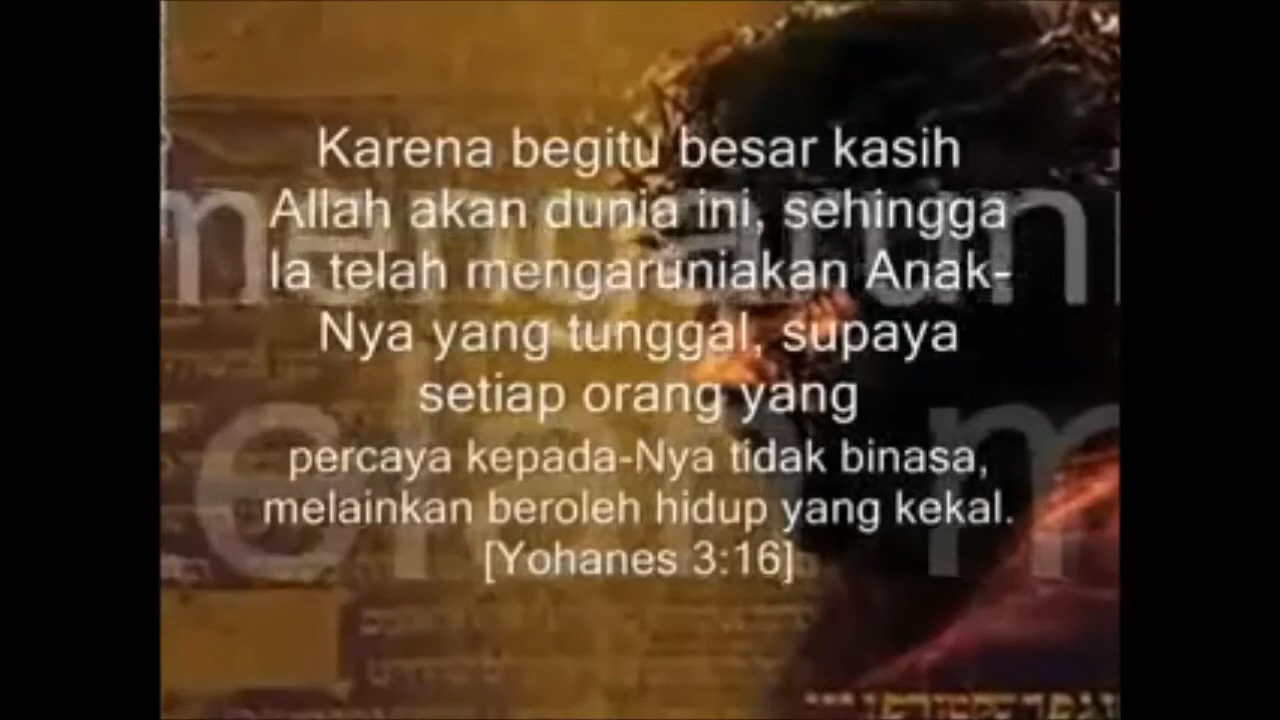 Karena begitu besar kasih
Allah akan dunia ini, sehingga
Ia telah mengaruniakan Anak-
Nya yang tunggal, supaya
setiap orang yang
percaya kepada-Nya tidak binasa,
melainkan beroleh hidup yang kekal.
[Yohanes 3:16]